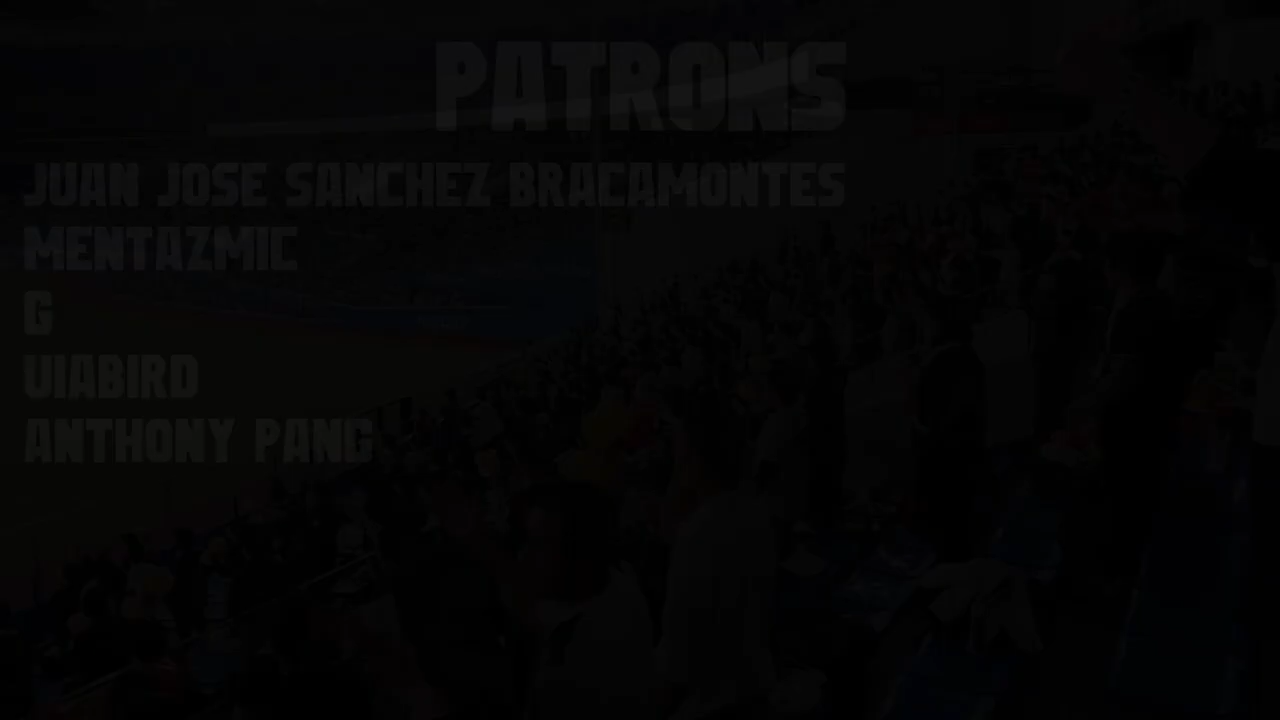 PATRONS
JUAN JOSE SANCHEZ BRACAMONTES
MENTAZMIC
G
UIABIRD
ANTHONY PANG